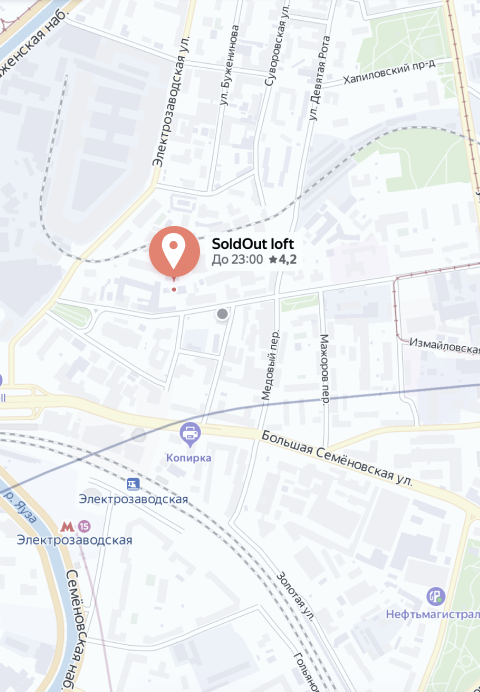 женская наб.
Электрозаводская ул.
ул. Буженинова
Суворовская ул.
ул. Девятая Рота
Хапиловский пр-д
SoldOut loft
До 23:00 ★4,2
Измайловская
Медовый пер.
Мажоров пер.
ll
Копирка
Большая Семёновская ул.
Электрозаводская
р. Яуза
М 15
Электрозаводская
Семёновская наб.
Золотая ул.
Нефтьмагистрал
Гольяно